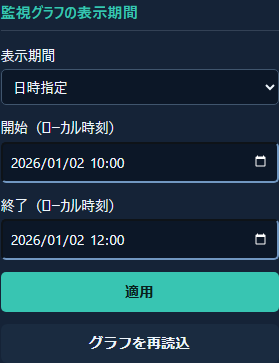 監視グラフの表示期間
表示期間
日時指定
開始（ﾛｰｶﾙ時刻）
2026/01/02 10:00
終了（ﾛｰｶﾙ時刻）
2026/01/02 12:00
適用
グラフを再読込